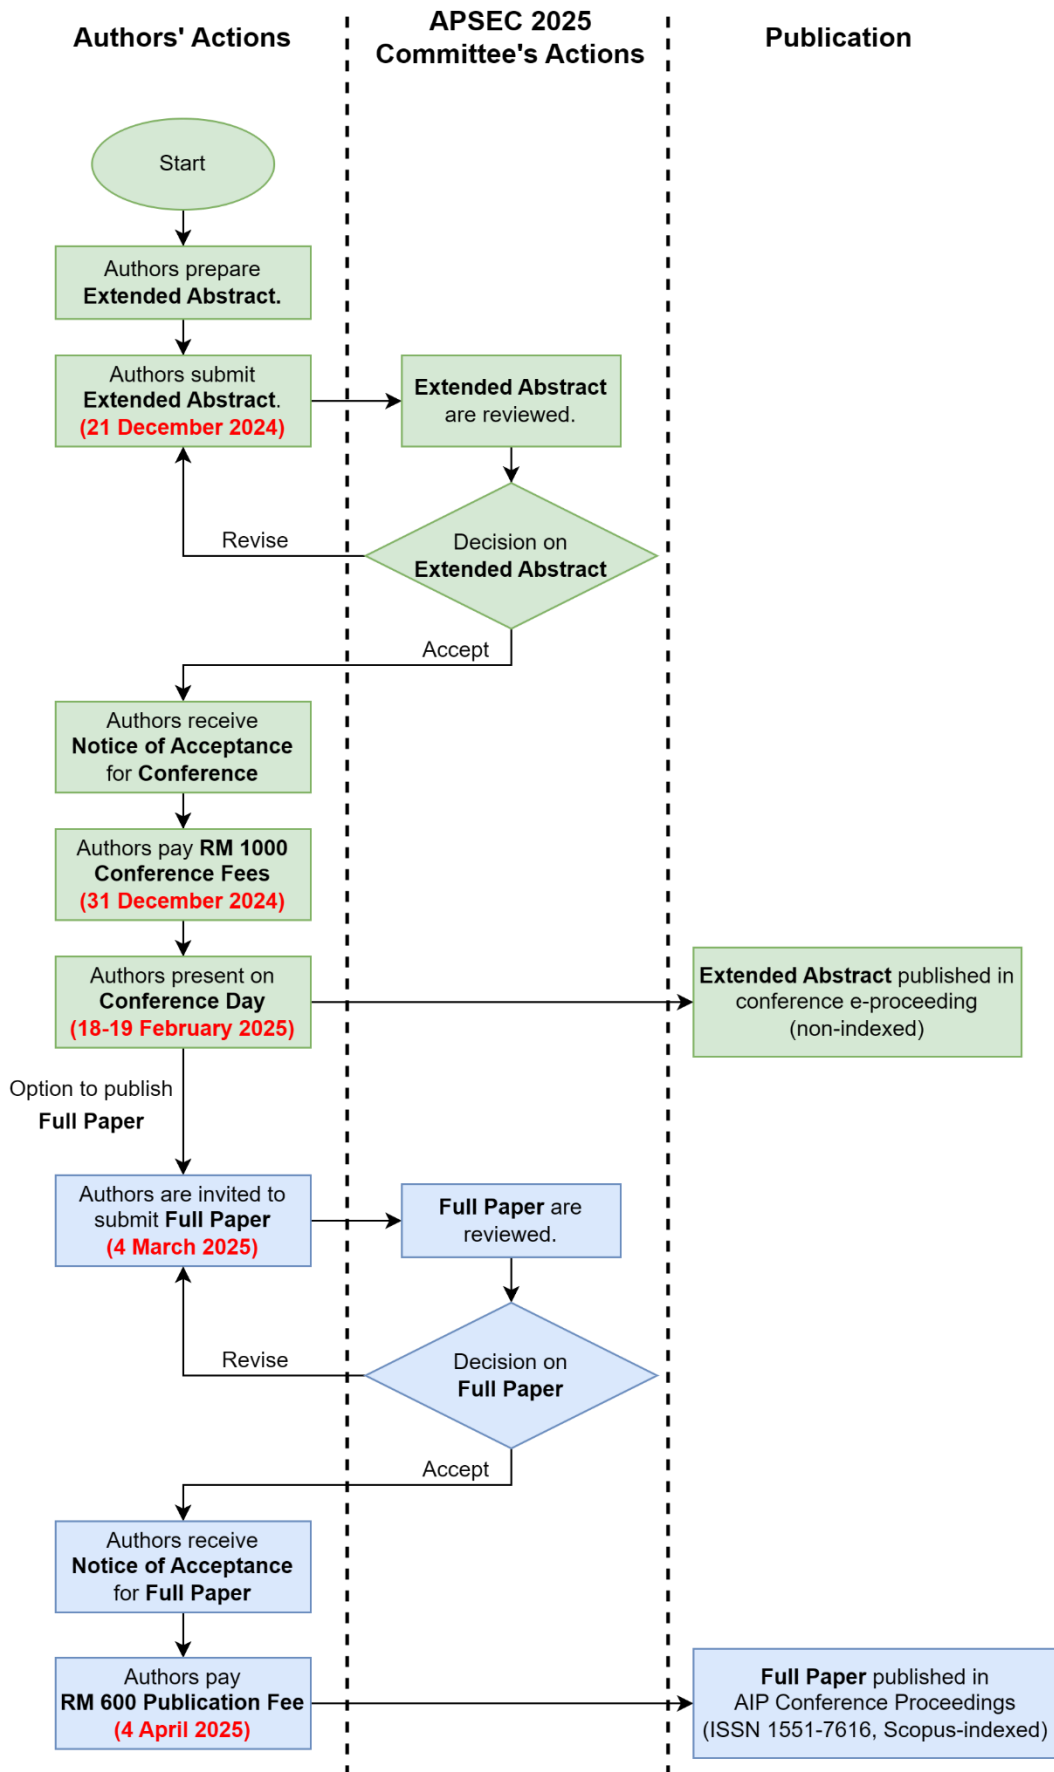 Authors' Actions
APSEC 2025
Committee's Actions
Publication
Start
Authors prepare
Extended Abstract.
Authors submit
Extended Abstract.
(21 December 2024)
Extended Abstract
are reviewed.
Revise
Decision on
Extended Abstract
Accept
Authors receive
Notice of Acceptance
for Conference
Authors pay RM 1000
Conference Fees
(31 December 2024)
Authors present on
Conference Day
(18-19 February 2025)
Extended Abstract published in
conference e-proceeding
(non-indexed)
Option to publish
Full Paper
Authors are invited to
submit Full Paper
(4 March 2025)
Full Paper are
reviewed.
Revise
Decision on
Full Paper
Accept
Authors receive
Notice of Acceptance
for Full Paper
Authors pay
RM 600 Publication Fee
(4 April 2025)
Full Paper published in
AIP Conference Proceedings
(ISSN 1551-7616, Scopus-indexed)